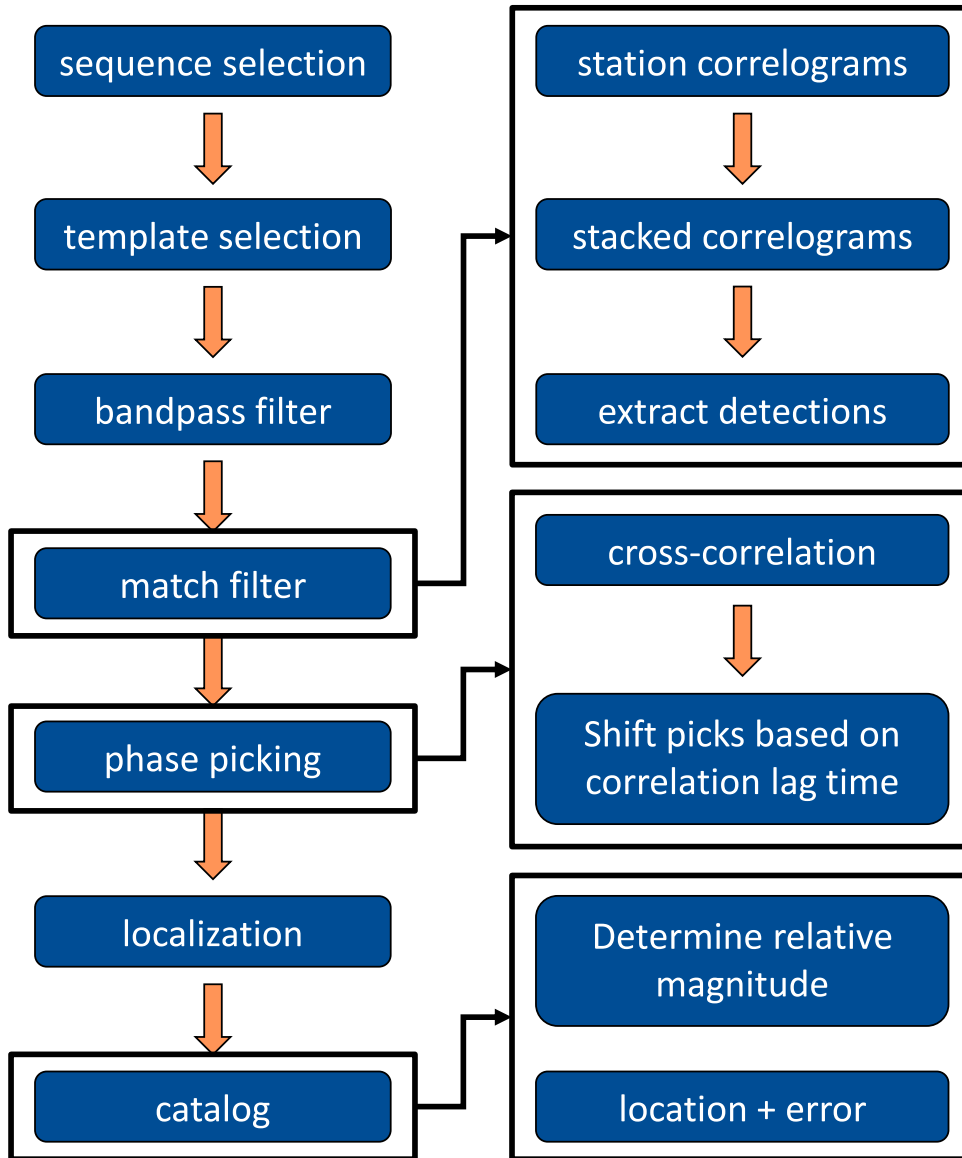 sequence selection
template selection
bandpass filter
match filter
phase picking
localization
catalog
station correlograms
stacked correlograms
extract detections
cross-correlation
Shift picks based on
correlation lag time
Determine relative
magnitude
location + error